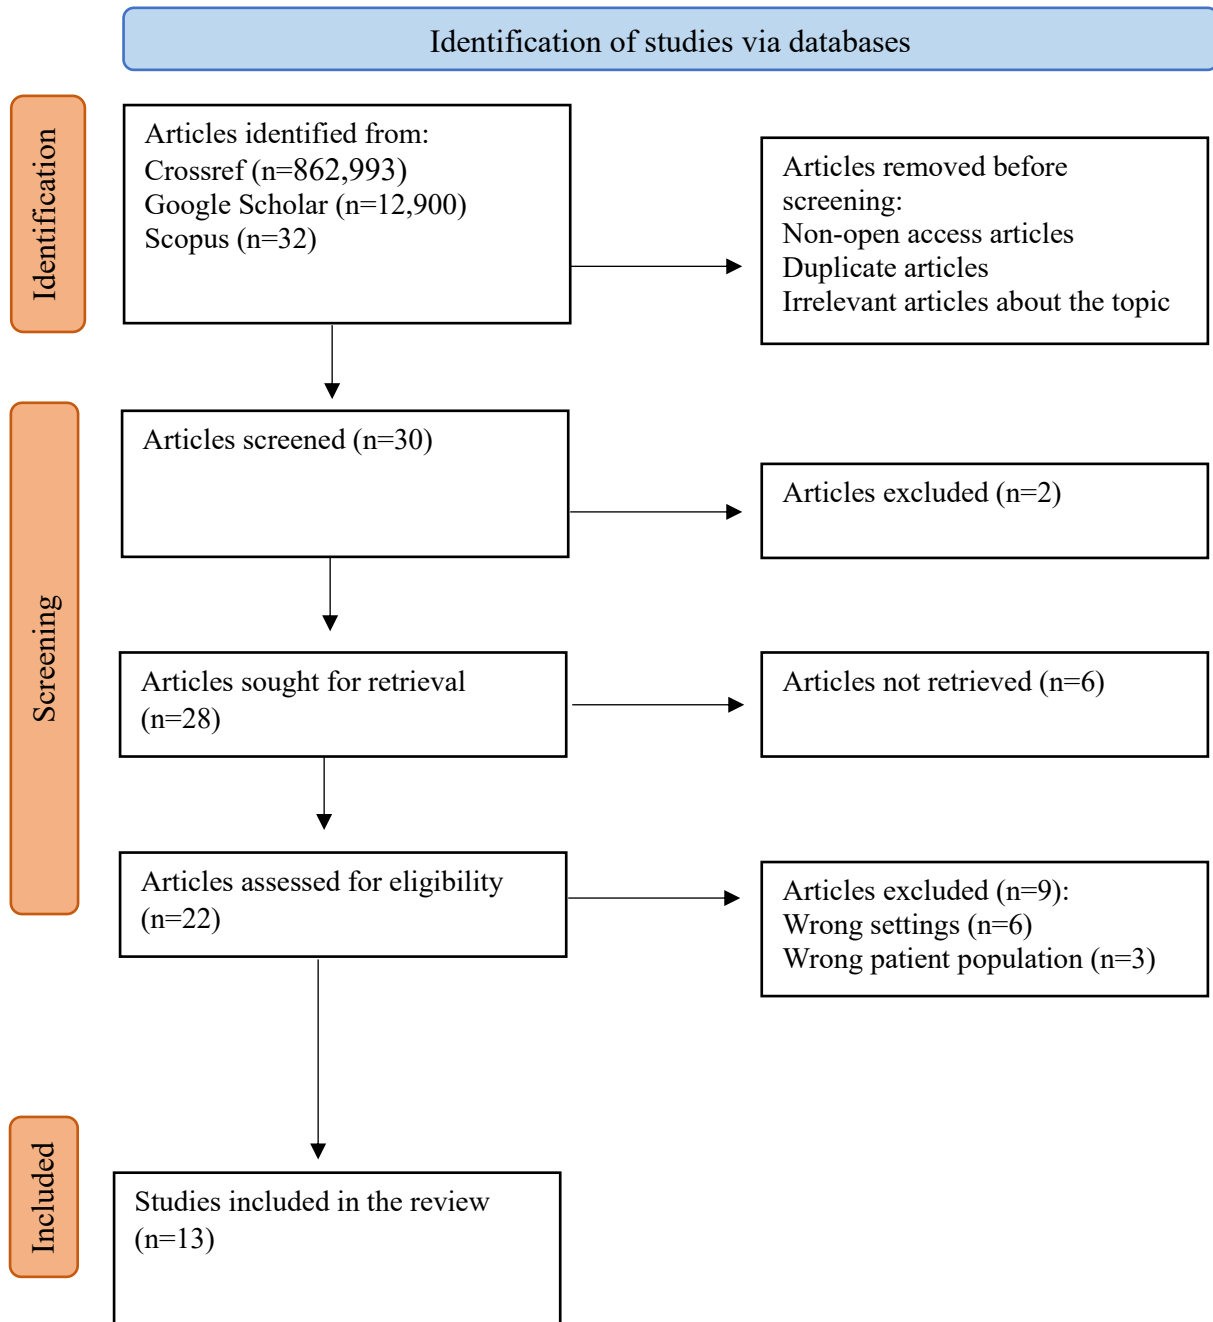 Identification of studies via databases
Identification
Articles identified from:
Crossref (n=862,993)
Google Scholar (n=12,900)
Scopus (n=32)
Articles removed before
screening:
Non-open access articles
Duplicate articles
Irrelevant articles about the topic
Screening
Articles screened (n=30)
Articles excluded (n=2)
Articles sought for retrieval
(n=28)
Articles not retrieved (n=6)
Articles assessed for eligibility
(n=22)
Articles excluded (n=9):
Wrong settings (n=6)
Wrong patient population (n=3)
Included
Studies included in the review
(n=13)